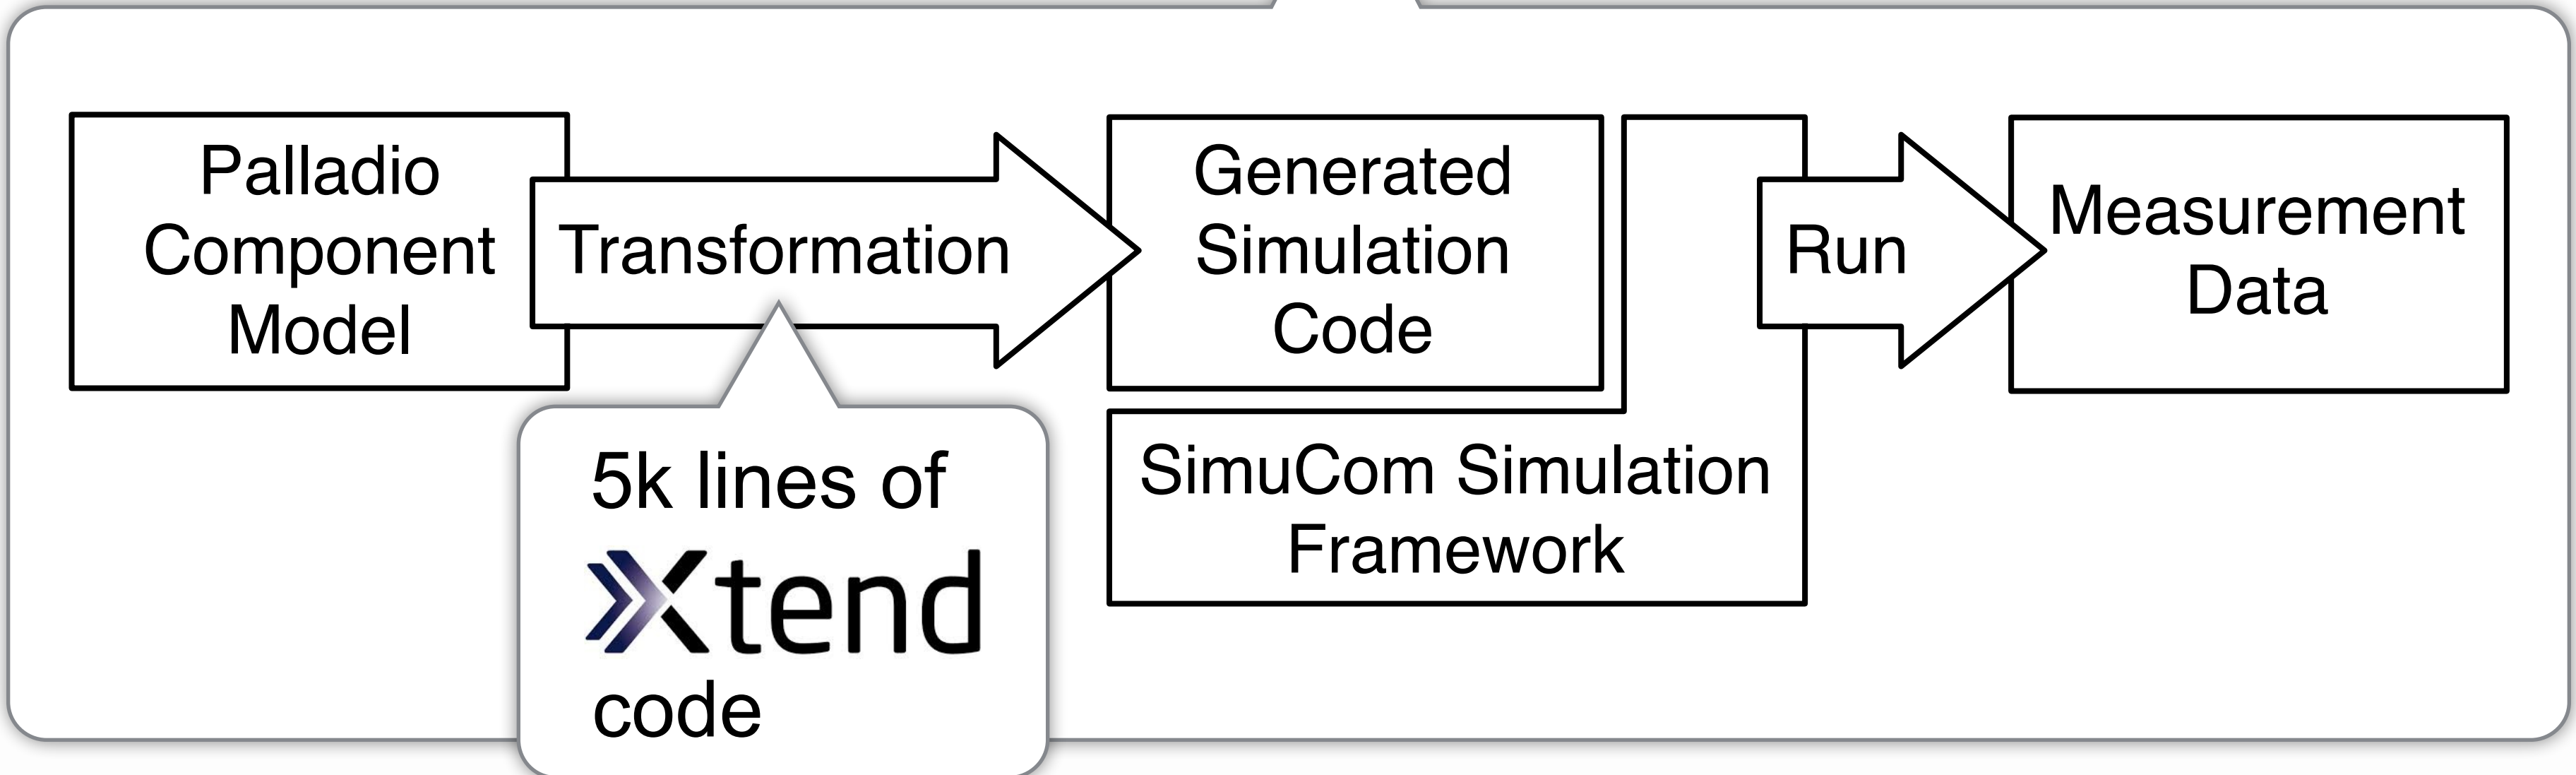 Palladio
Component
Model
Transformation
Generated
Simulation
Code
SimuCom Simulation
Framework
Run
Measurement
Data
5k lines of
Xtend
code